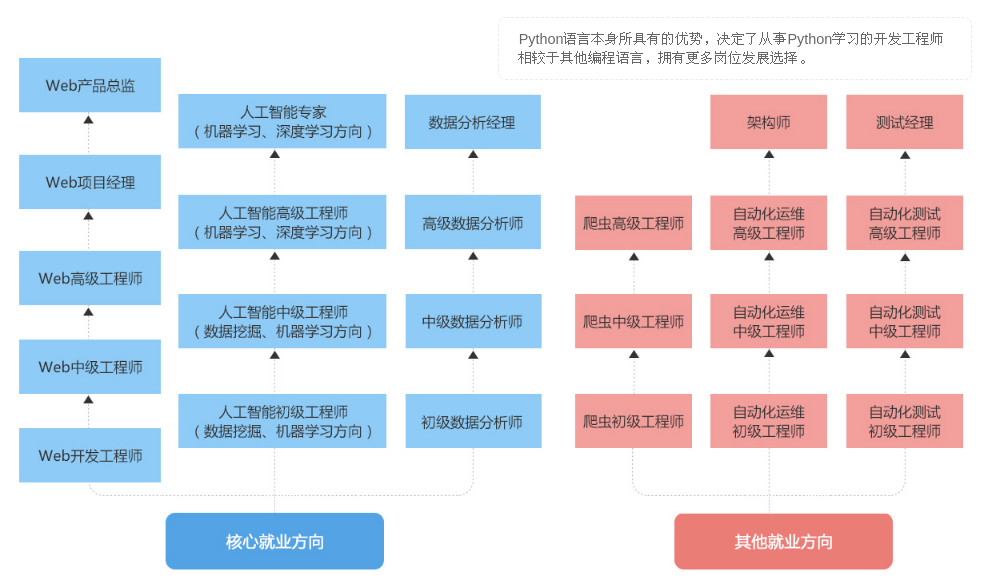 Python语言本身所具有的优势，决定了从事Python学习的开发工程师
相较于其他编程语言，拥有更多岗位发展选择。
Web产品总监
Web项目经理
Web高级工程师
Web中级工程师
Web开发工程师
人工智能专家
（机器学习、深度学习方向）
人工智能高级工程师
（机器学习、深度学习方向）
人工智能中级工程师
（数据挖掘、机器学习方向）
人工智能初级工程师
（数据挖掘、机器学习方向）
数据分析经理
高级数据分析师
中级数据分析师
初级数据分析师
核心就业方向
爬虫高级工程师
爬虫中级工程师
爬虫初级工程师
架构师
自动化运维
高级工程师
自动化运维
中级工程师
自动化运维
初级工程师
测试经理
自动化测试
高级工程师
自动化测试
中级工程师
自动化测试
初级工程师
其他就业方向